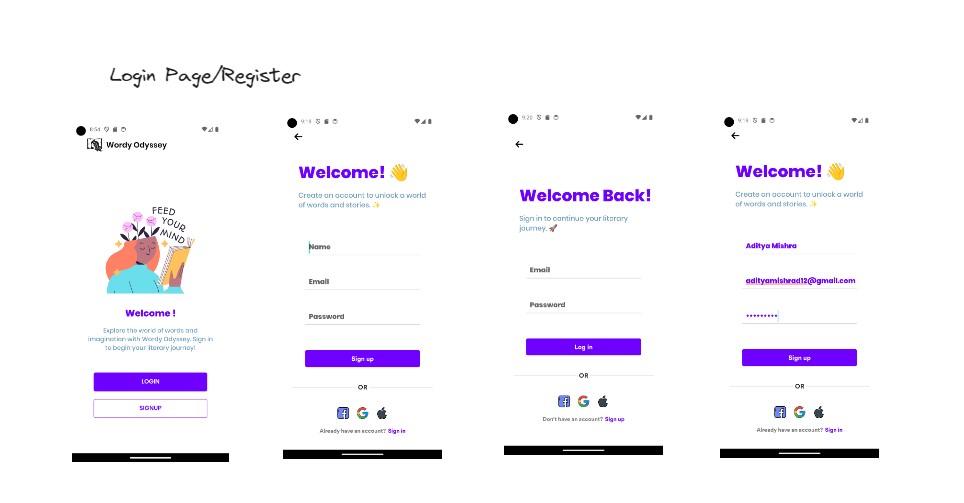 Login Page/Register
8:54
Wordy Odyssey
FEED
YOUR
MIND
Welcome !
Explore the world of words and
imagination with Wordy Odyssey. Sign in
to begin your literary journey!
LOGIN
SIGNUP
9:19
Welcome! 👋
Create an account to unlock a world
of words and stories. ✨
Name
Email
Password
Sign up
OR
Already have an account? Sign in
9:20
Welcome Back!
Sign in to continue your literary
journey. 🚀
Email
Password
Log in
OR
Don't have an account? Sign up
9:19
Welcome! 👋
Create an account to unlock a world
of words and stories. ✨
Aditya Mishra
adityamishrad12@gmail.com
•••••••••
Sign up
OR
Already have an account? Sign in